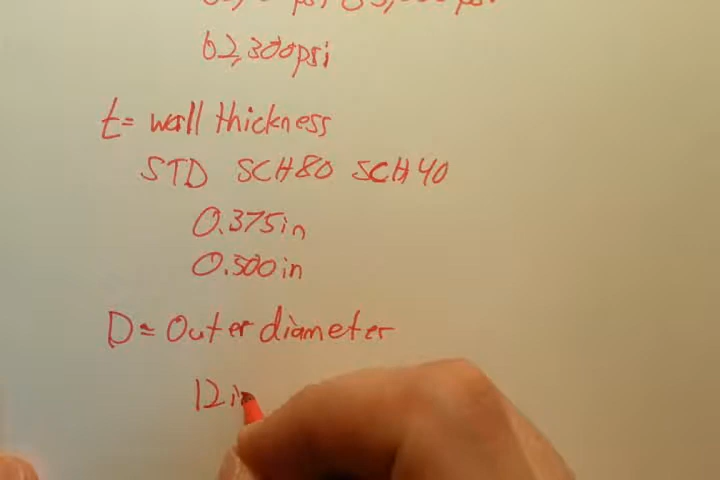 62,300psi
t= wall thickness
STD SCH80 SCH40
0.375in
0.500in
D= Outer diameter
12in